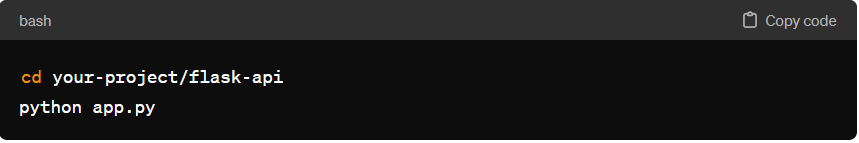 bash
Copy code
cd your-project/flask-api
python app.py